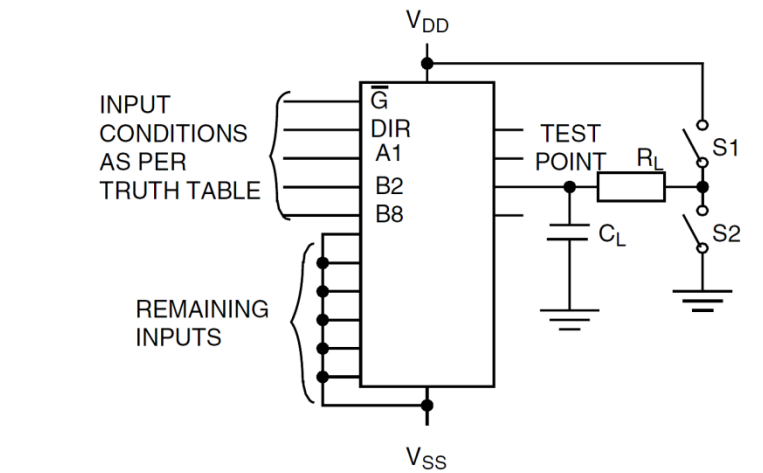 VDD
INPUT
CONDITIONS
AS PER
TRUTH TABLE
G̅
DIR
A1
B2
B8
TEST
POINT
RL
S1
S2
CL
REMAINING
INPUTS
VSS